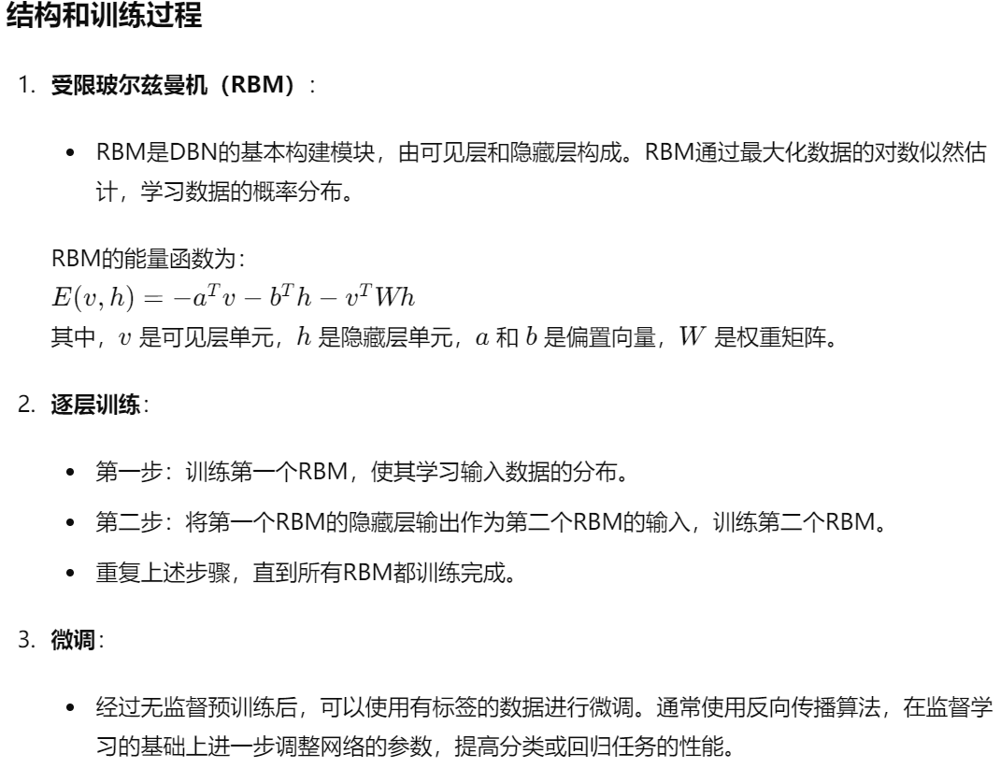 结构和训练过程
1. 受限玻尔兹曼机（RBM）：
• RBM是DBN的基本构建模块，由可见层和隐藏层构成。RBM通过最大化数据的对数似然估
计，学习数据的概率分布。
RBM的能量函数为：
E(v, h) = −a^T v − b^T h − v^T Wh
其中，v 是可见层单元，h 是隐藏层单元，a 和 b 是偏置向量，W 是权重矩阵。
2. 逐层训练：
• 第一步：训练第一个RBM，使其学习输入数据的分布。
• 第二步：将第一个RBM的隐藏层输出作为第二个RBM的输入，训练第二个RBM。
• 重复上述步骤，直到所有RBM都训练完成。
3. 微调：
• 经过无监督预训练后，可以使用有标签的数据进行微调。通常使用反向传播算法，在监督学
习的基础上进一步调整网络的参数，提高分类或回归任务的性能。